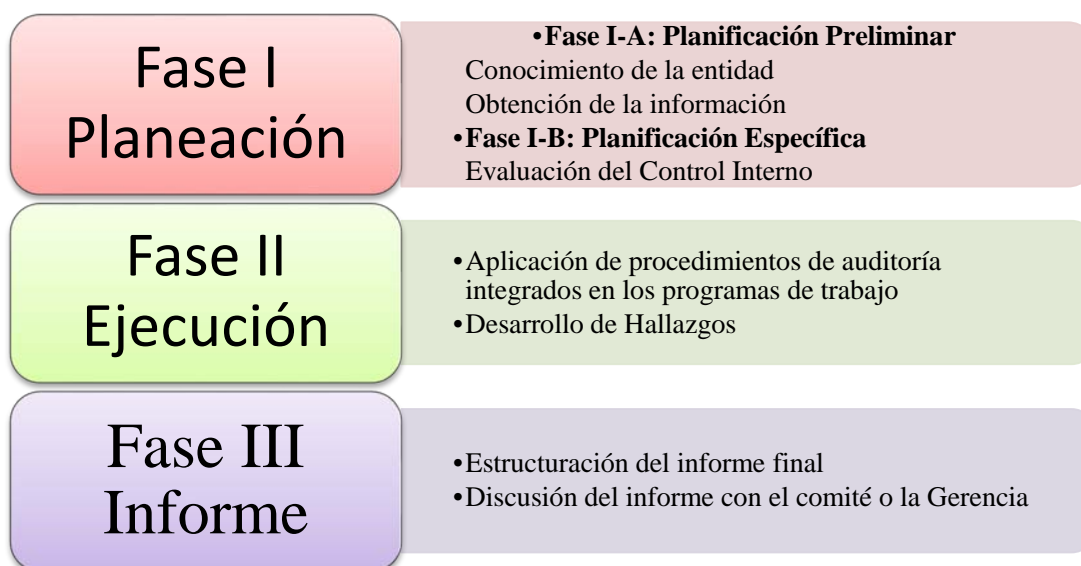 Fase I
Planeación
•Fase I-A: Planificación Preliminar
Conocimiento de la entidad
Obtención de la información
•Fase I-B: Planificación Específica
Evaluación del Control Interno
Fase II
Ejecución
•Aplicación de procedimientos de auditoría
integrados en los programas de trabajo
•Desarrollo de Hallazgos
Fase III
Informe
•Estructuración del informe final
•Discusión del informe con el comité o la Gerencia